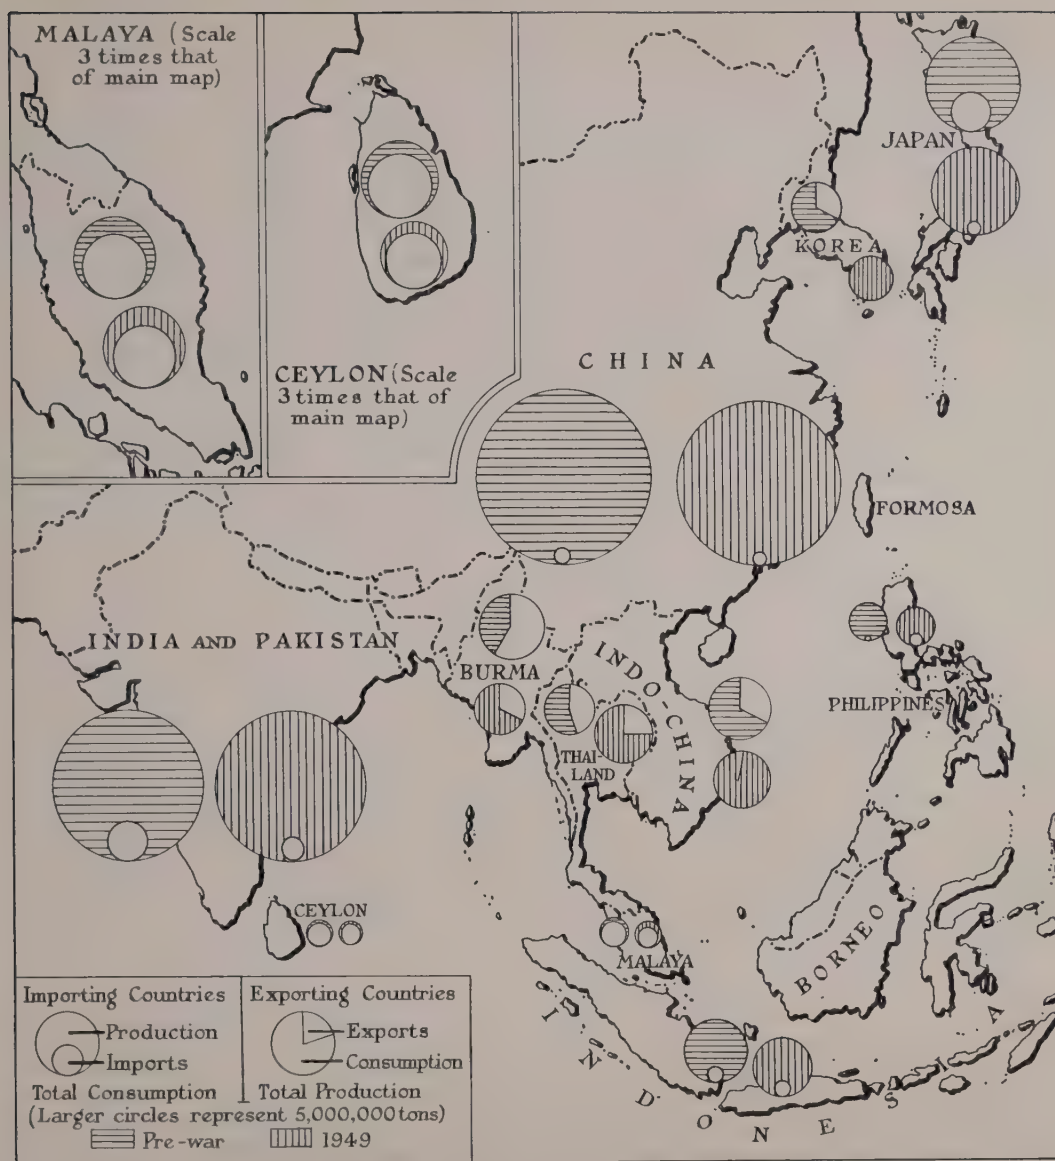 MALAYA (Scale
3 times that
of main map)
CEYLON (Scale
3 times that of
main map)
JAPAN
KOREA
CHINA
FORMOSA
INDIA AND PAKISTAN
BURMA
INDO-CHINA
THAI-
LAND
PHILIPPINES
CEYLON
MALAYA
BORNEO
INDONESIA
Importing Countries
Production
Imports
Total Consumption
Exporting Countries
Exports
Consumption
Total Production
(Larger circles represent 5,000,000 tons)
Pre-war
1949